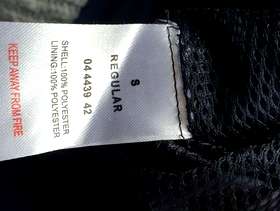 S
REGULAR
04 4439 42
SHELL:100% POLYESTER
LINING:100% POLYESTER
KEEP AWAY FROM FIRE